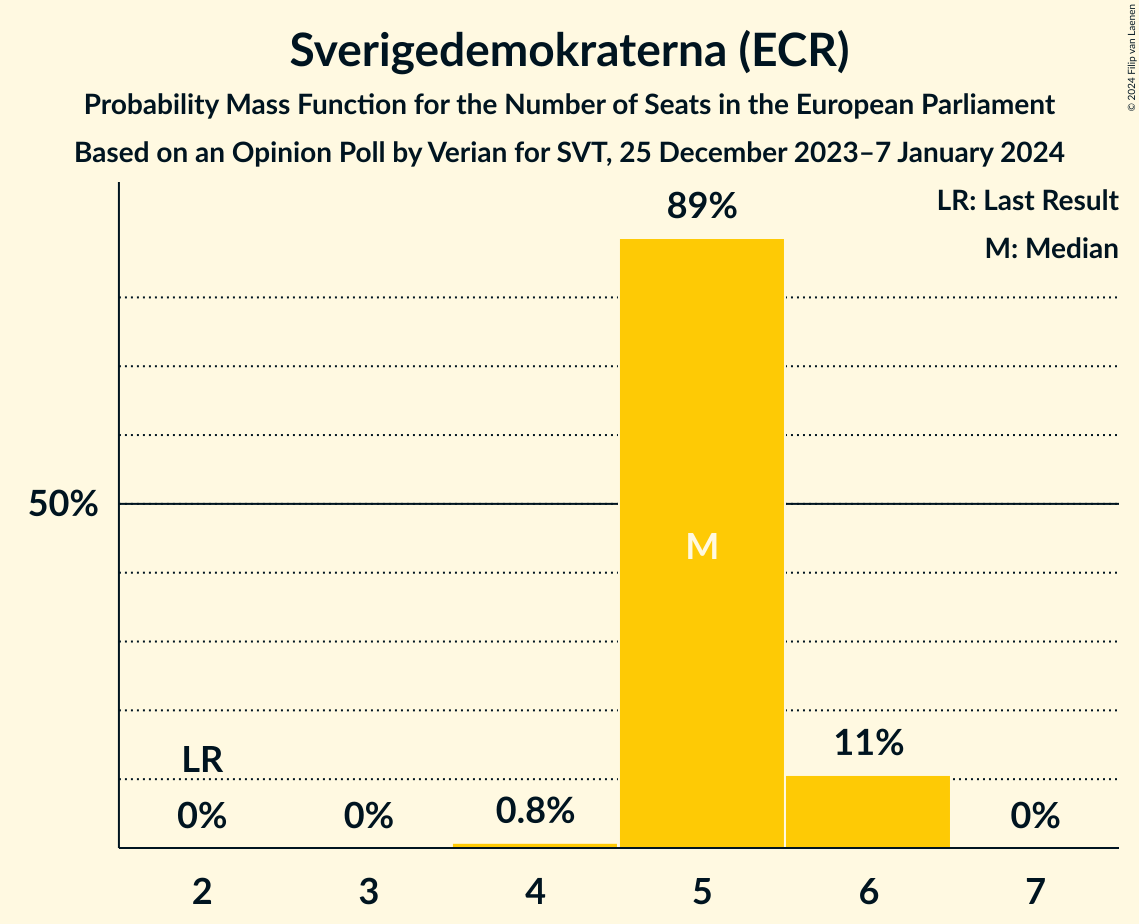 Sverigedemokraterna (ECR)
Probability Mass Function for the Number of Seats in the European Parliament
Based on an Opinion Poll by Verian for SVT, 25 December 2023–7 January 2024
© 2024 Filip van Laenen
LR: Last Result
M: Median
89%
50%
M
LR
11%
0%
0%
0.8%
0%
2
3
4
5
6
7